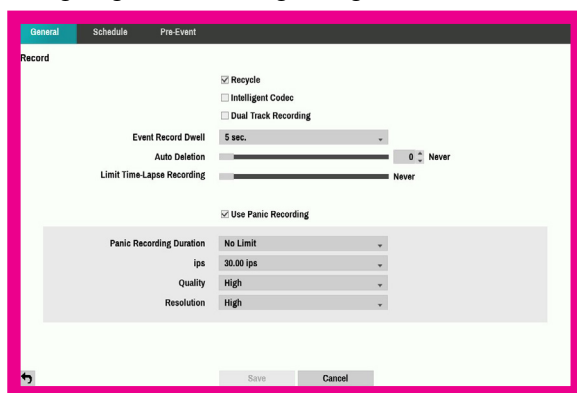 General Schedule Pre-Event
Record
Recycle
Intelligent Codec
Dual Track Recording
Event Record Dwell 5 sec.
Auto Deletion 0 Never
Limit Time-Lapse Recording Never
Use Panic Recording
Panic Recording Duration No Limit
ips 30.00 ips
Quality High
Resolution High
Save Cancel